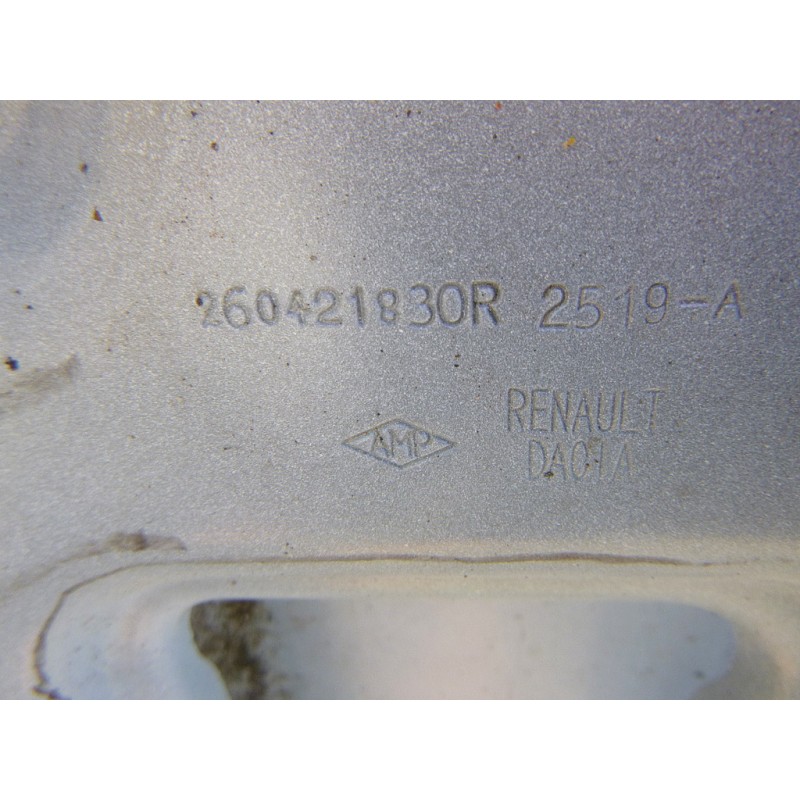 260421830R 2519-A
RENAULT
AMP
DACIA